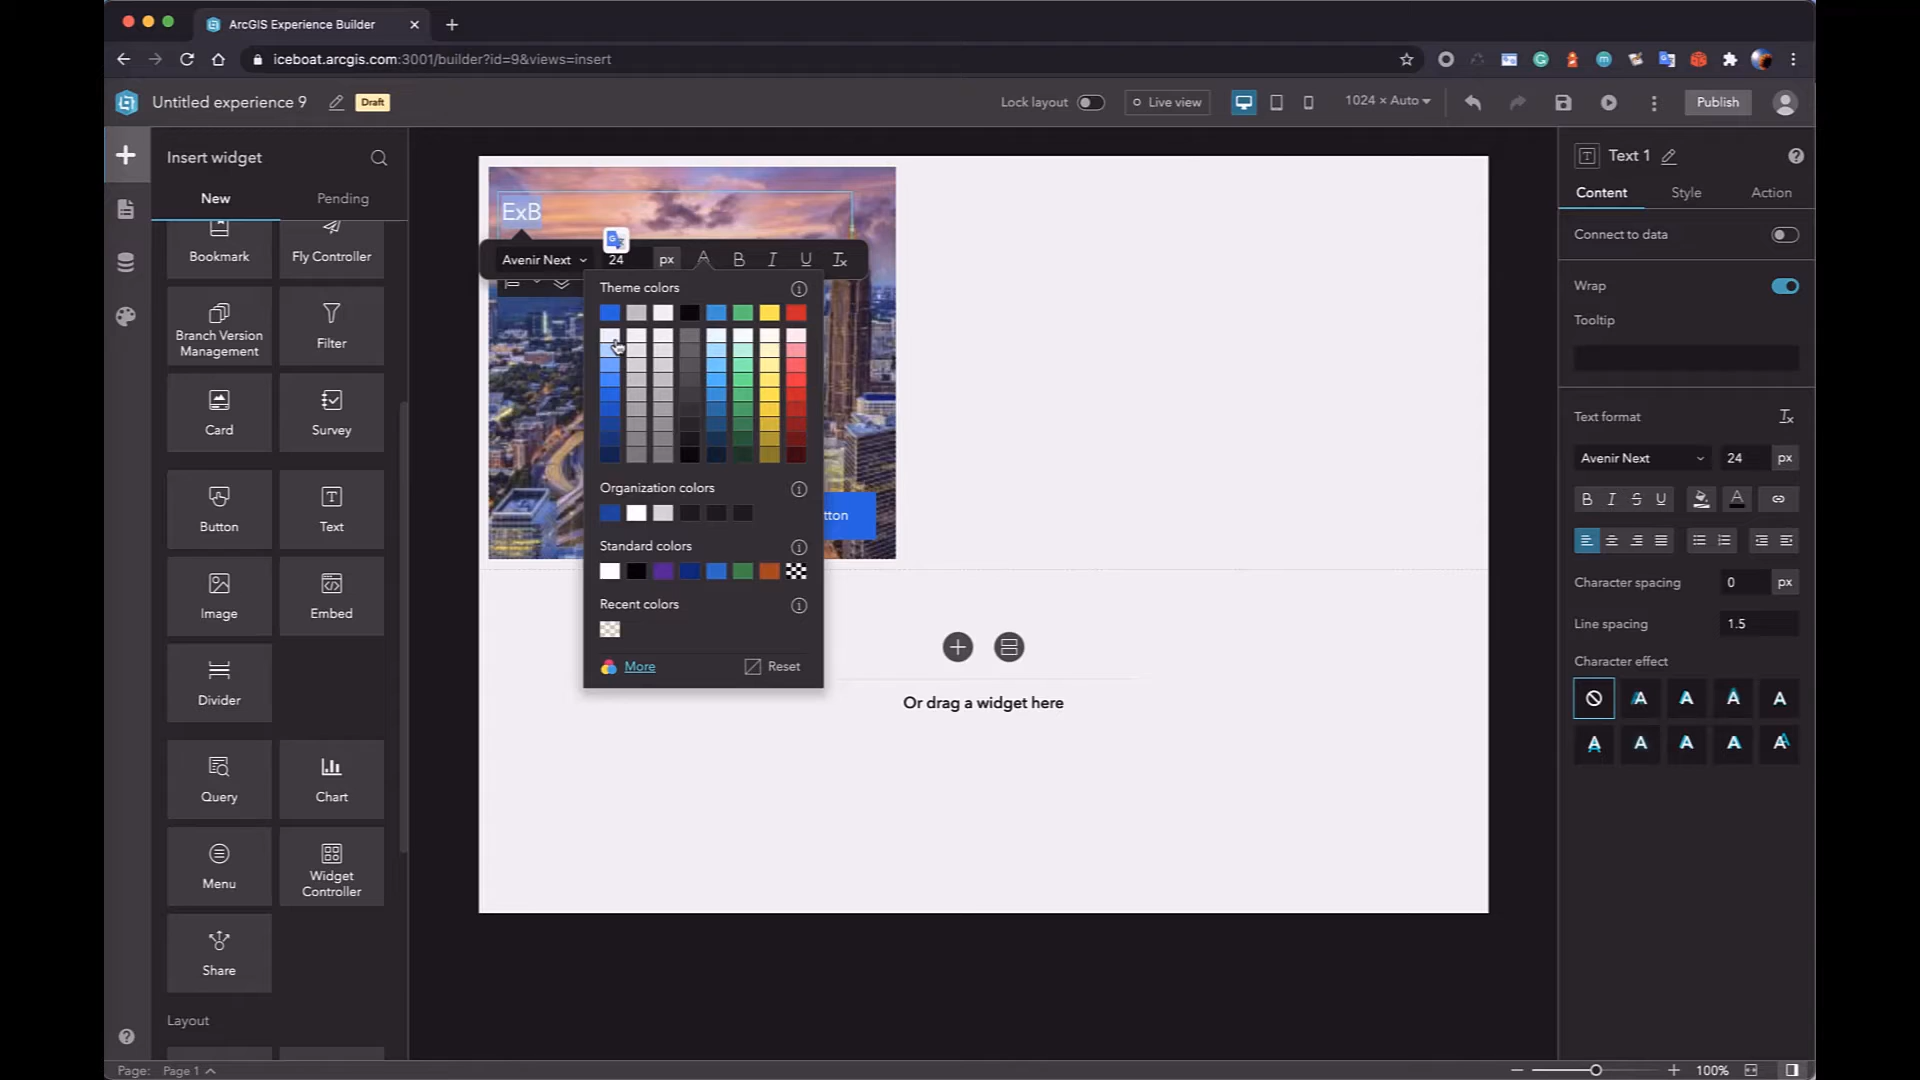 ArcGIS Experience Builder
iceboat.arcgis.com:3001/builder?id=9&views=insert
Untitled experience 9
Draft
Lock layout
Live view
1024 × Auto
Publish
Insert widget
New
Pending
Bookmark
Fly Controller
Branch Version
Management
Filter
Card
Survey
Button
Text
Image
Embed
Divider
Query
Chart
Menu
Widget
Controller
Share
Layout
Page:
Page 1
ExB
Avenir Next
24
px
Theme colors
Organization colors
Standard colors
Recent colors
More
Reset
tton
Or drag a widget here
Text 1
Content
Style
Action
Connect to data
Wrap
Tooltip
Text format
Avenir Next
24
px
Character spacing
0
px
Line spacing
1.5
Character effect
100%